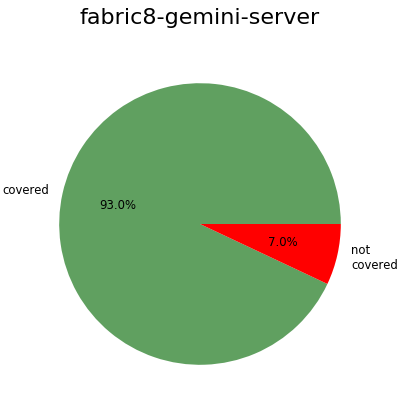 fabric8-gemini-server
covered
93.0%
7.0%
not
covered